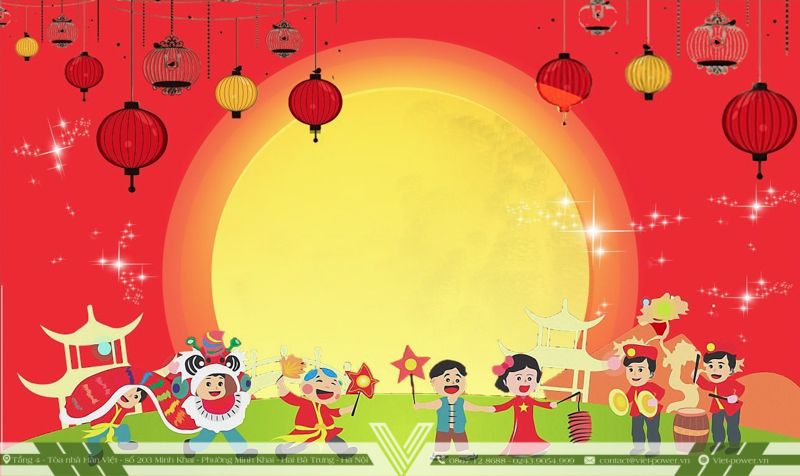 Tầng 4 - Tòa nhà Hàn Việt - số 203 Minh Khai - Phường Minh Khai - Hai Bà Trưng - Hà Nội
0867.12.8688 - 0243.9054.999 contact@vietpower.vn Vietpower.vn